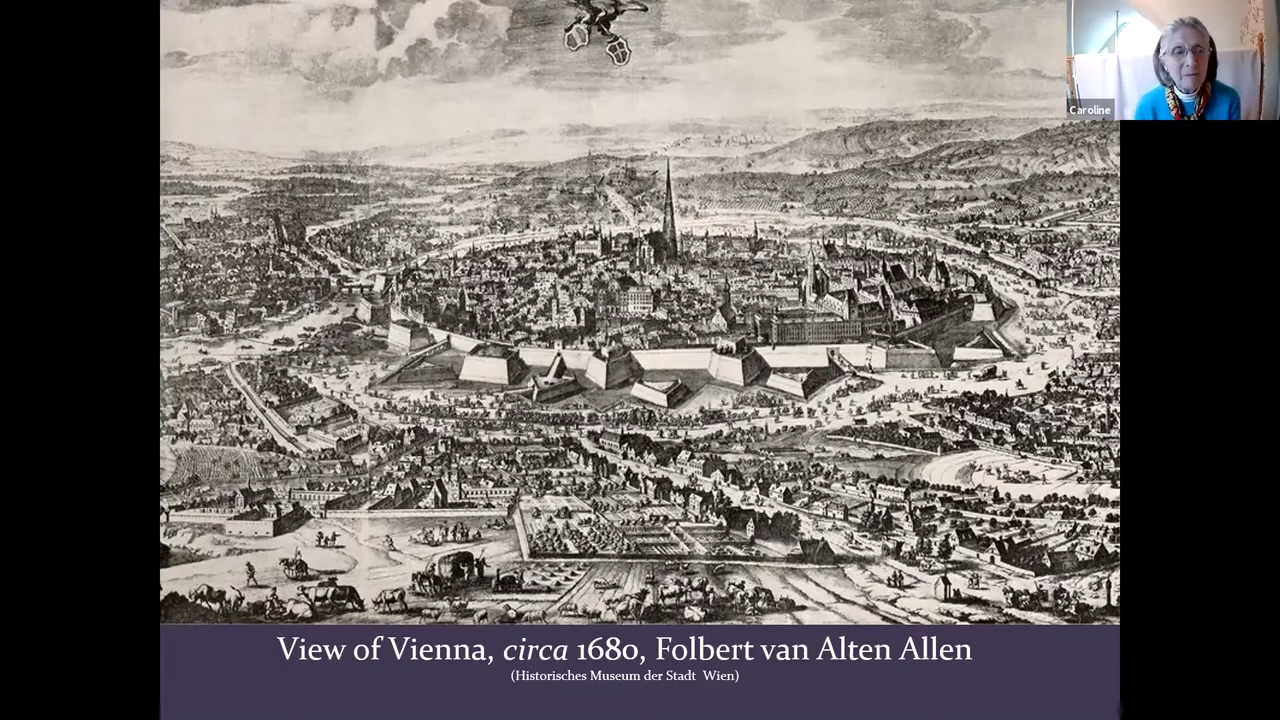 Caroline
View of Vienna, circa 1680, Folbert van Alten Allen
(Historisches Museum der Stadt Wien)